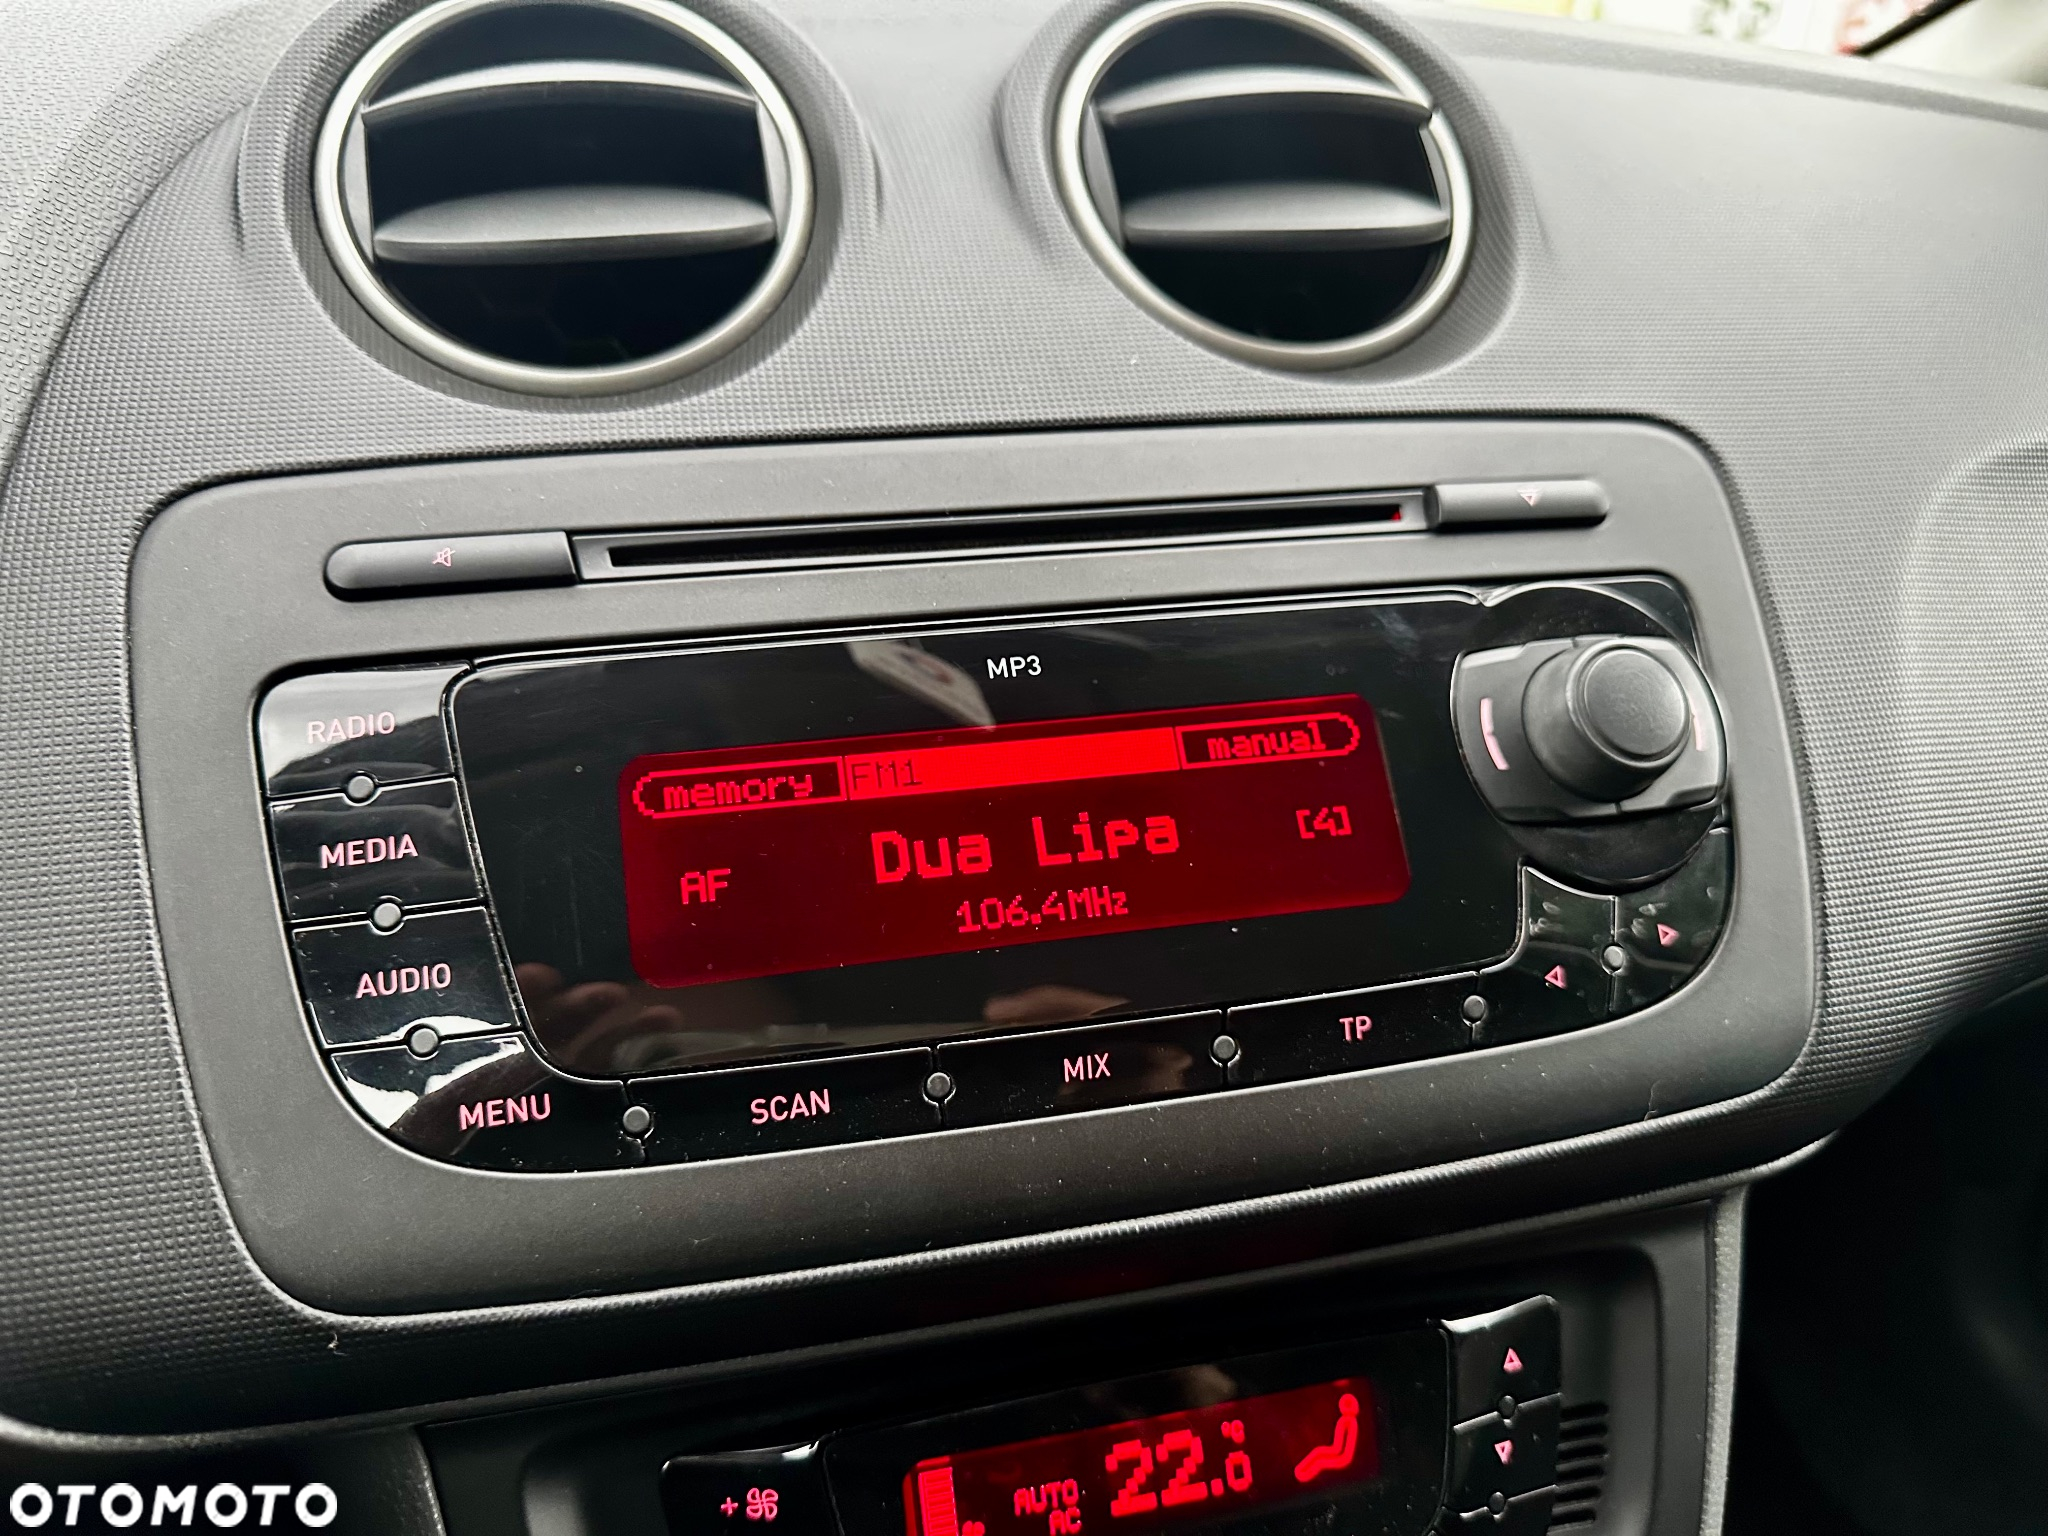 MP3
RADIO
memory FM1 manual
MEDIA
Dua Lipa [4]
AF
106.4MHz
AUDIO
MENU SCAN MIX TP
AUTO 22.0 °C
AC
+
OTOMOTO